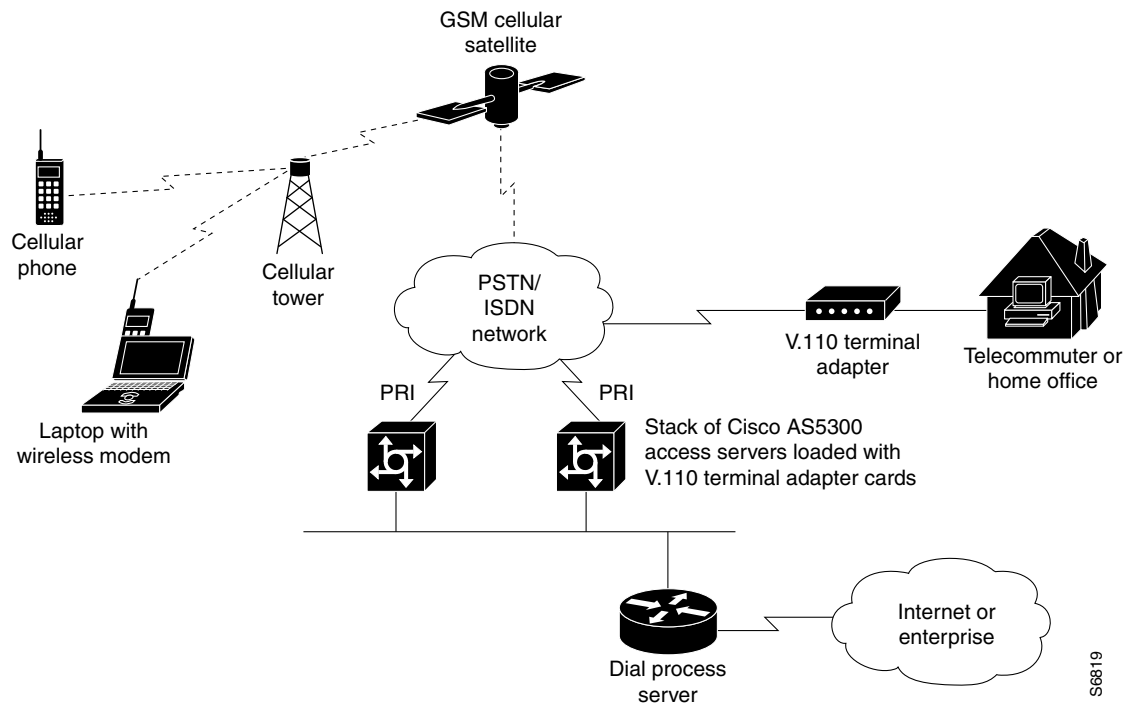 GSM cellular
satellite
Cellular
phone
Cellular
tower
PSTN/
ISDN
network
V.110 terminal
adapter
Telecommuter or
home office
Laptop with
wireless modem
PRI
PRI
Stack of Cisco AS5300
access servers loaded with
V.110 terminal adapter cards
Internet or
enterprise
Dial process
server
S6819